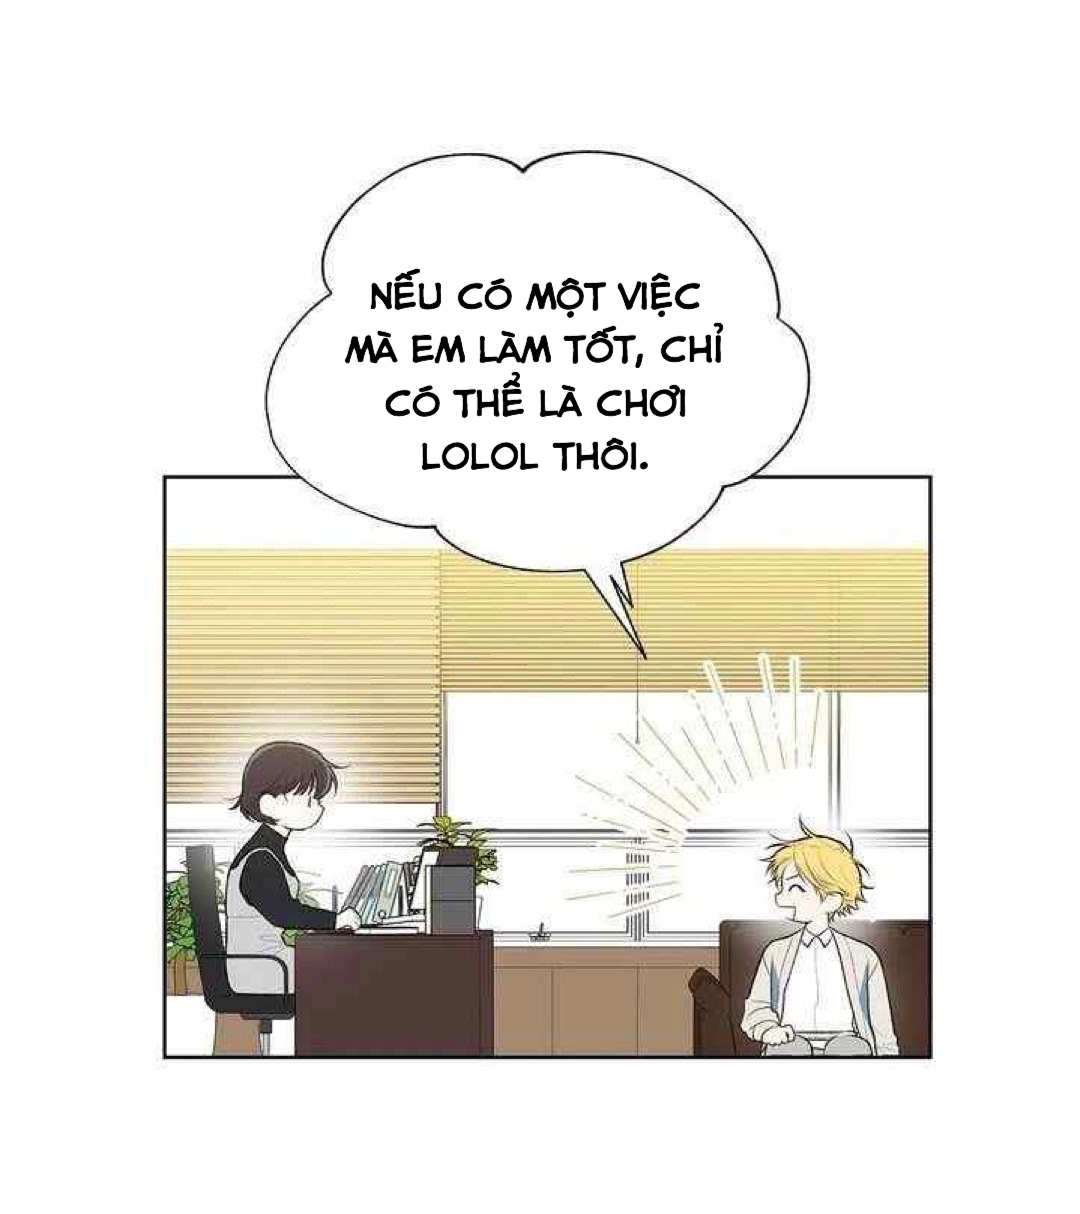 NẾU CÓ MỘT VIỆC
MÀ EM LÀM TỐT, CHỈ
CÓ THỂ LÀ CHƠI
LOLOL THÔI.